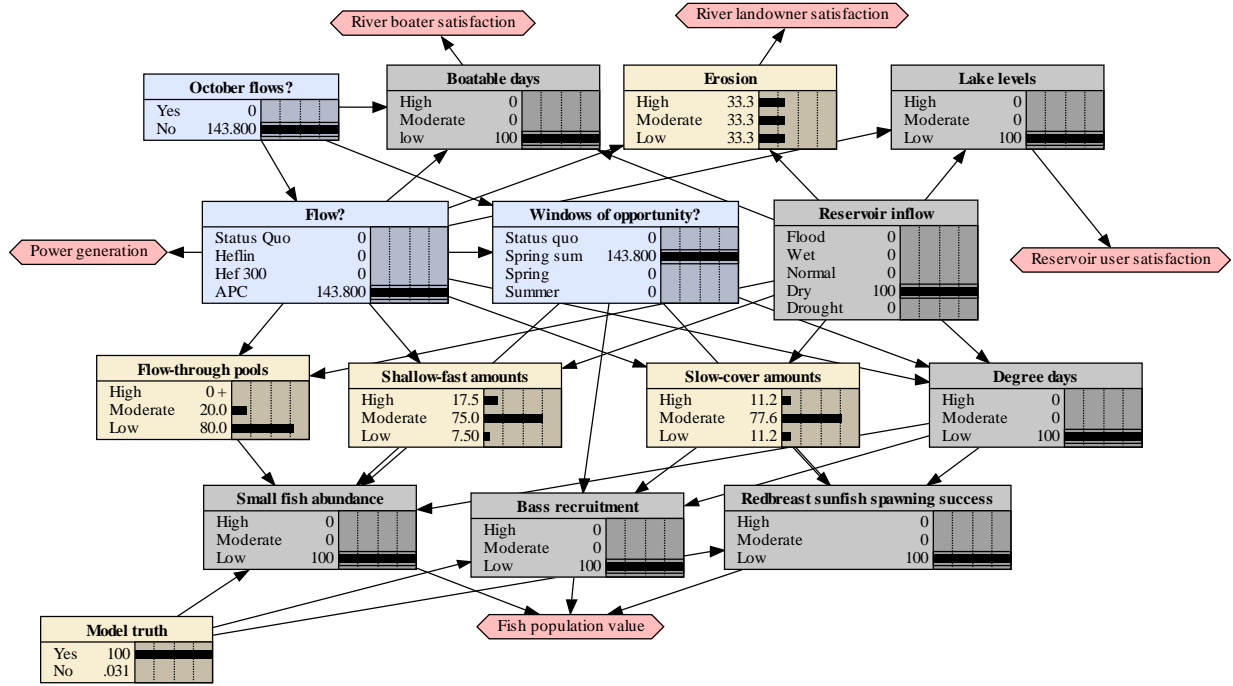 River boater satisfaction
River landowner satisfaction
October flows?
Yes 0
No 143.800
Boatable days
High 0
Moderate 0
low 100
Erosion
High 33.3
Moderate 33.3
Low 33.3
Lake levels
High 0
Moderate 0
Low 100
Power generation
Flow?
Status Quo 0
Heflin 0
Hef 300 0
APC 143.800
Windows of opportunity?
Status quo 0
Spring sum 143.800
Spring 0
Summer 0
Reservoir inflow
Flood 0
Wet 0
Normal 0
Dry 100
Drought 0
Reservoir user satisfaction
Flow-through pools
High 0 +
Moderate 20.0
Low 80.0
Shallow-fast amounts
High 17.5
Moderate 75.0
Low 7.50
Slow-cover amounts
High 11.2
Moderate 77.6
Low 11.2
Degree days
High 0
Moderate 0
Low 100
Small fish abundance
High 0
Moderate 0
Low 100
Bass recruitment
High 0
Moderate 0
Low 100
Redbreast sunfish spawning success
High 0
Moderate 0
Low 100
Model truth
Yes 100
No .031
Fish population value